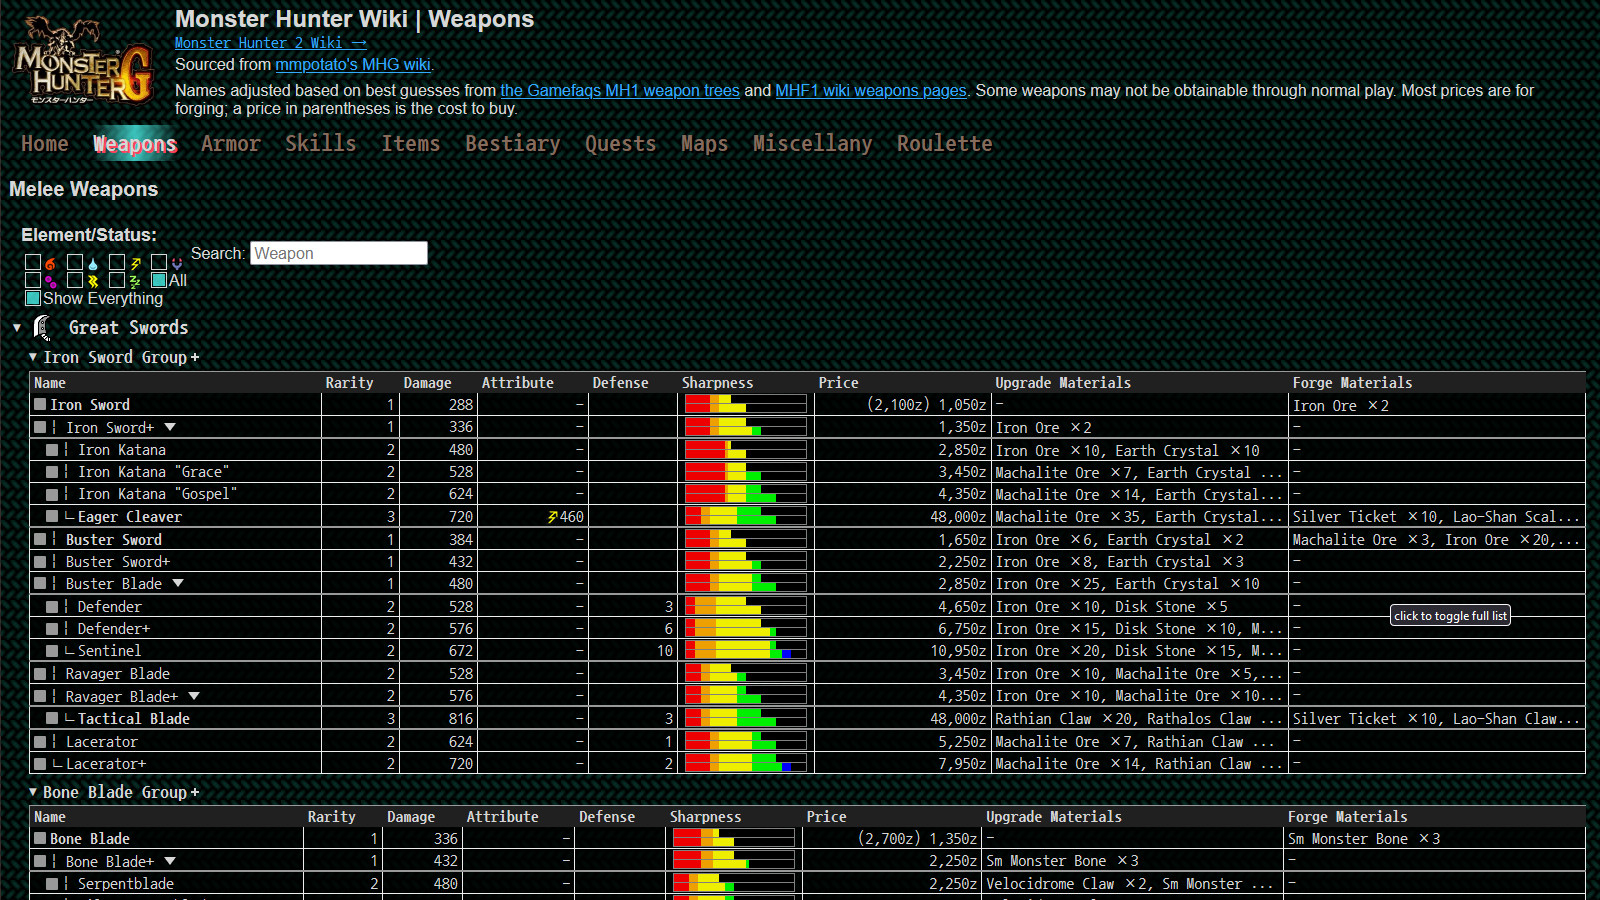 Monster Hunter Wiki | Weapons
Monster Hunter 2 Wiki →
Sourced from mmpotato's MHG wiki.
Names adjusted based on best guesses from the Gamefaqs MH1 weapon trees and MHF1 wiki weapons pages. Some weapons may not be obtainable through normal play. Most prices are for
forging; a price in parentheses is the cost to buy.
MONSTER HUNTER G
モンスターハンター
Home Weapons Armor Skills Items Bestiary Quests Maps Miscellany Roulette
Melee Weapons
Element/Status:
Search: Weapon
All
Show Everything
▼ Great Swords
▼ Iron Sword Group+
Name Rarity Damage Attribute Defense Sharpness Price Upgrade Materials Forge Materials
Iron Sword 1 288 — (2,100z) 1,050z — Iron Ore ×2
Iron Sword+ ▼ 1 336 — 1,350z Iron Ore ×2 —
Iron Katana 2 480 — 2,850z Iron Ore ×10, Earth Crystal ×10 —
Iron Katana "Grace" 2 528 — 3,450z Machalite Ore ×7, Earth Crystal ... —
Iron Katana "Gospel" 2 624 — 4,350z Machalite Ore ×14, Earth Crystal... —
Eager Cleaver 3 720 460 48,000z Machalite Ore ×35, Earth Crystal... Silver Ticket ×10, Lao-Shan Scal...
Buster Sword 1 384 — 1,650z Iron Ore ×6, Earth Crystal ×2 Machalite Ore ×3, Iron Ore ×20,...
Buster Sword+ 1 432 — 2,250z Iron Ore ×8, Earth Crystal ×3 —
Buster Blade ▼ 1 480 — 2,850z Iron Ore ×25, Earth Crystal ×10 —
Defender 2 528 — 3 4,650z Iron Ore ×10, Disk Stone ×5 —
click to toggle full list
Defender+ 2 576 — 6 6,750z Iron Ore ×15, Disk Stone ×10, M... —
Sentinel 2 672 — 10 10,950z Iron Ore ×20, Disk Stone ×15, M... —
Ravager Blade 2 528 — 3,450z Iron Ore ×10, Machalite Ore ×5,... —
Ravager Blade+ ▼ 2 576 — 4,350z Iron Ore ×10, Machalite Ore ×10... —
Tactical Blade 3 816 — 3 48,000z Rathian Claw ×20, Rathalos Claw ... Silver Ticket ×10, Lao-Shan Claw...
Lacerator 2 624 — 1 5,250z Machalite Ore ×7, Rathian Claw ... —
Lacerator+ 2 720 — 2 7,950z Machalite Ore ×14, Rathian Claw ... —
▼ Bone Blade Group+
Name Rarity Damage Attribute Defense Sharpness Price Upgrade Materials Forge Materials
Bone Blade 1 336 — (2,700z) 1,350z — Sm Monster Bone ×3
Bone Blade+ ▼ 1 432 — 2,250z Sm Monster Bone ×3 —
Serpentblade 2 480 — 2,250z Velocidrome Claw ×2, Sm Monster ... —